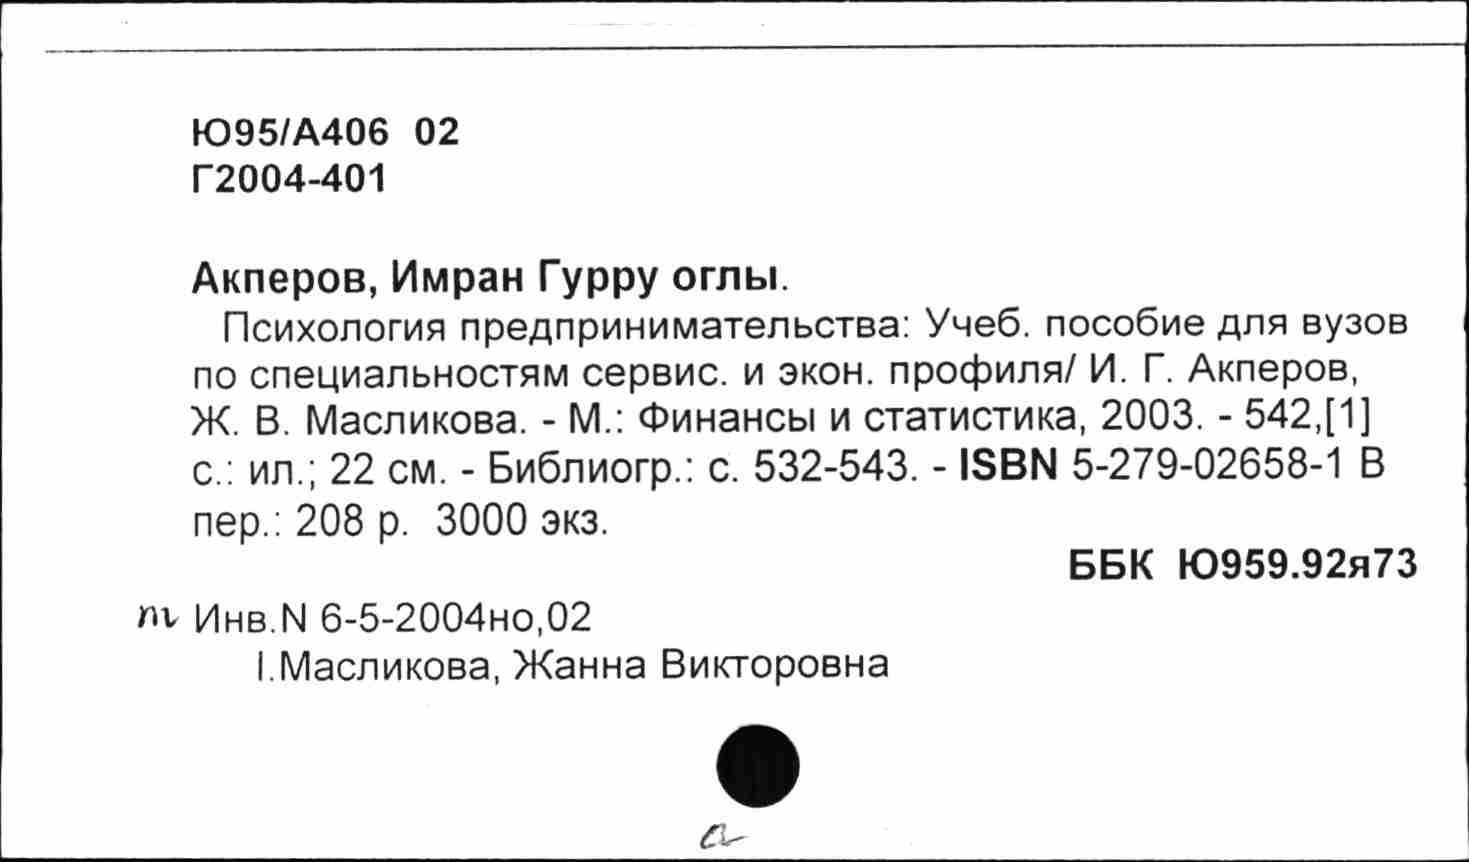 Ю95/А406 02
Г2004-401
Акперов, Имран Гурру оглы.
Психология предпринимательства: Учеб. пособие для вузов
по специальностям сервис. и экон. профиля/ И. Г. Акперов,
Ж. В. Масликова. - М.: Финансы и статистика, 2003. - 542,[1]
с.: ил.; 22 см. - Библиогр.: с. 532-543. - ISBN 5-279-02658-1 В
пер.: 208 р. 3000 экз.
ББК Ю959.92я73
Инв.N 6-5-2004но,02
I.Масликова, Жанна Викторовна